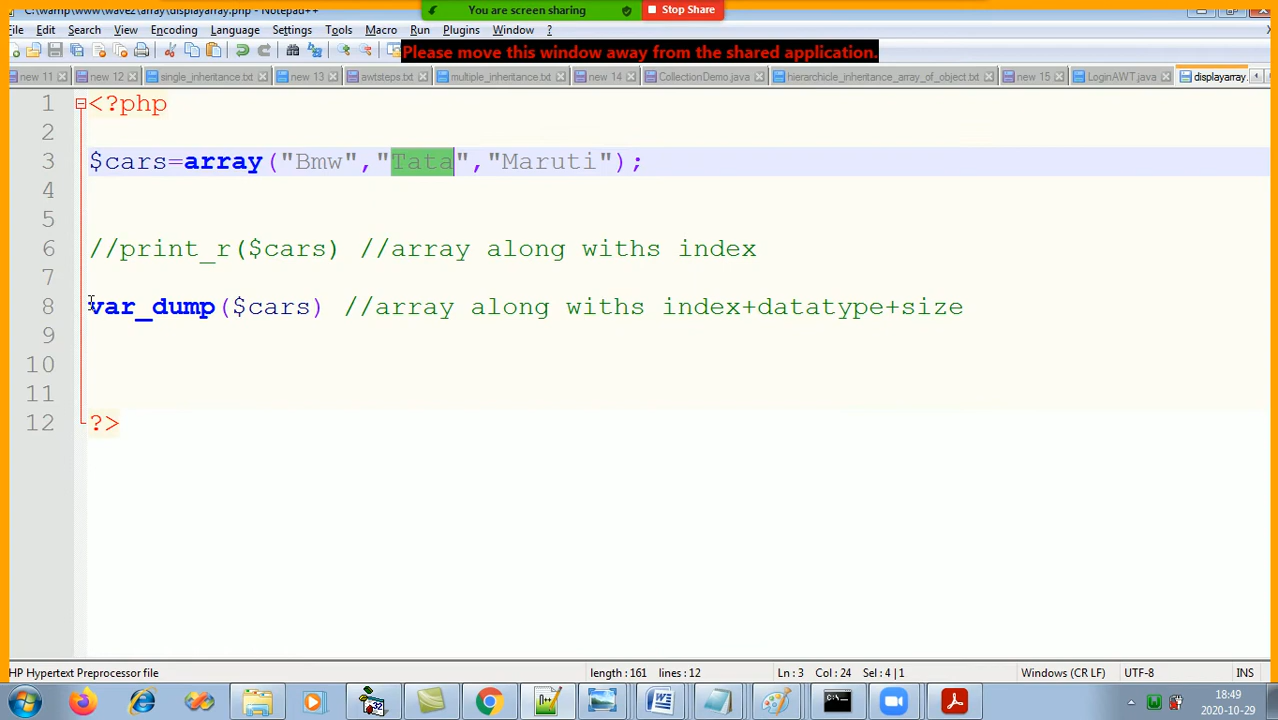 C:\wamp\www\wave2\array\displayarray.php - Notepad++
You are screen sharing
Stop Share
File Edit Search View Encoding Language Settings Tools Macro Run Plugins Window ?
Please move this window away from the shared application.
new 11 new 12 single_inheritance.txt new 13 awtsteps.txt multiple_inheritance.txt new 14 CollectionDemo.java hierarchicle_inheritance_array_of_object.txt new 15 LoginAWT.java displayarray.
1 <?php
2
3 $cars=array("Bmw","Tata","Maruti");
4
5
6 //print_r($cars) //array along withs index
7
8 var_dump($cars) //array along withs index+datatype+size
9
10
11
12 ?>
HP Hypertext Preprocessor file length : 161 lines : 12 Ln : 3 Col : 24 Sel : 4 | 1 Windows (CR LF) UTF-8 INS
18:49
2020-10-29